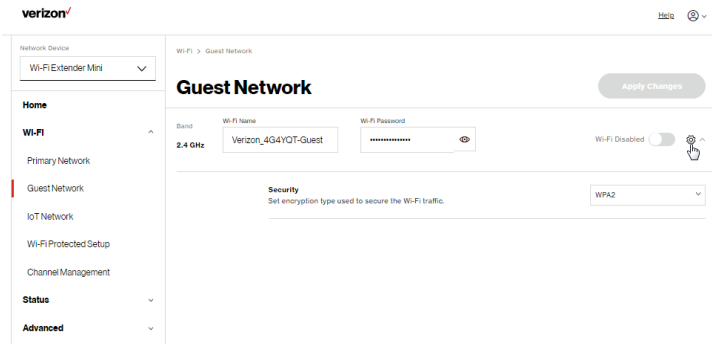 verizon✓
Help
Network Device
Wi-Fi Extender Mini
Home
Wi-Fi
Primary Network
Guest Network
IoT Network
Wi-Fi Protected Setup
Channel Management
Status
Advanced
Wi-Fi > Guest Network
Guest Network
Apply Changes
Band
2.4 GHz
Wi-Fi Name
Verizon_4G4YQT-Guest
Wi-Fi Password
•••••••••••••••
Wi-Fi Disabled
Security
Set encryption type used to secure the Wi-Fi traffic.
WPA2